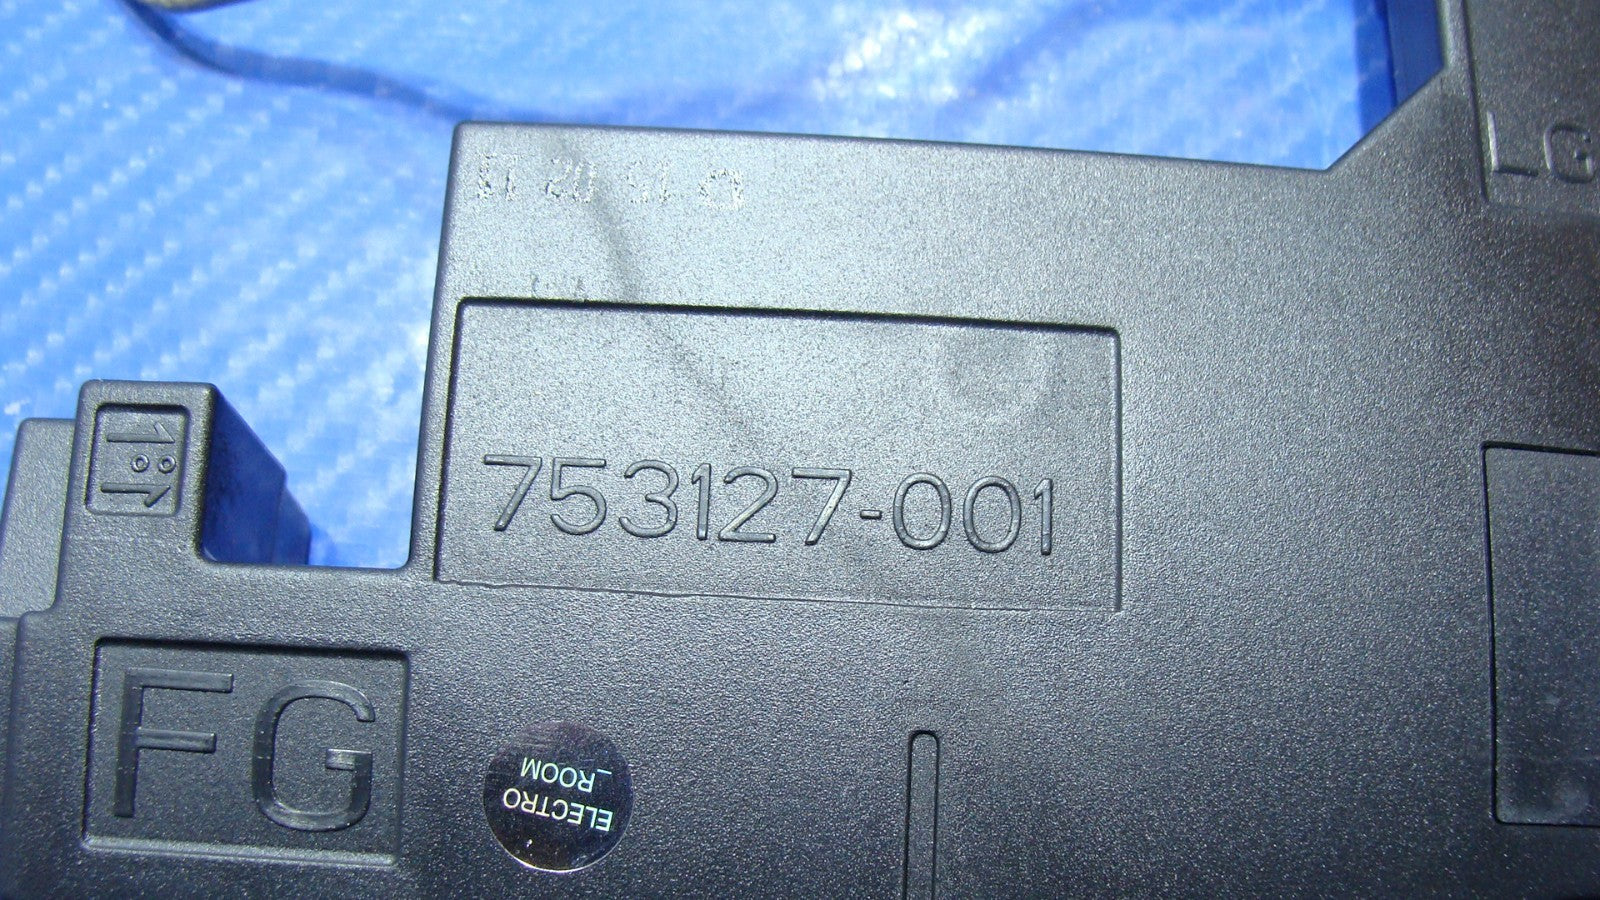 LG
753127-001
FG
ELECTRO
_ROOM